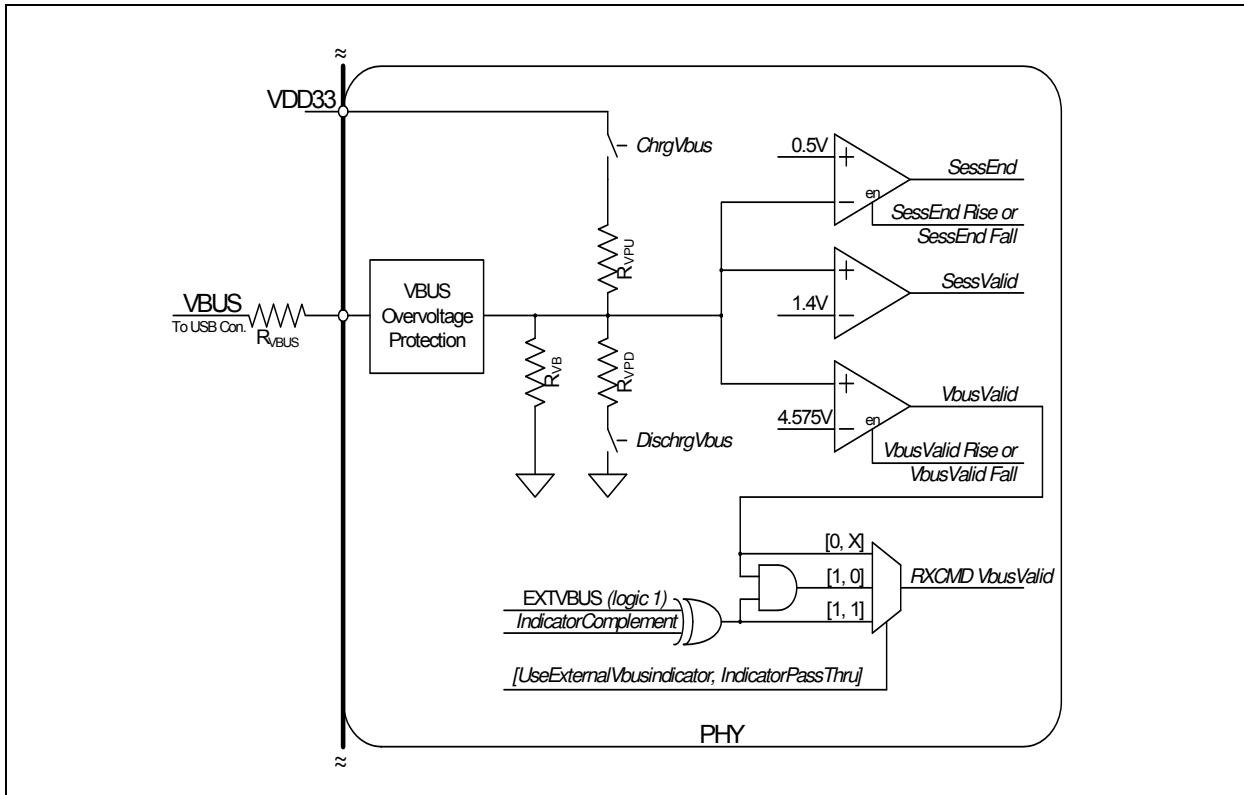 ≈
VDD33
ChrgVbus
0.5V
+
SessEnd
−
en
SessEnd Rise or
SessEnd Fall
RVPU
+
SessValid
1.4V
−
VBUS
To USB Con.
RVBUS
VBUS
Overvoltage
Protection
RVB
RVPD
+
VbusValid
4.575V
−
en
DischrgVbus
VbusValid Rise or
VbusValid Fall
[0, X]
[1, 0]
RXCMD VbusValid
EXTVBUS (logic 1)
[1, 1]
IndicatorComplement
[UseExternalVbusindicator, IndicatorPassThru]
PHY
≈